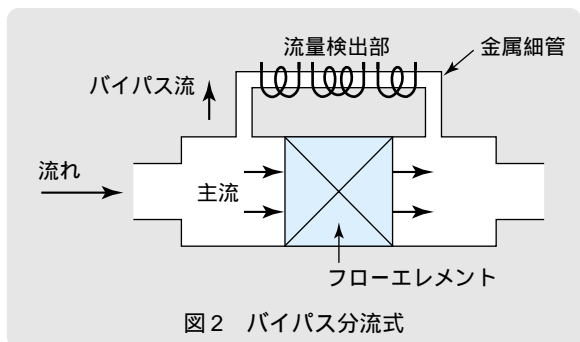 流量検出部
金属細管
バイパス流
流れ
主流
フローエレメント
図2 バイパス分流式